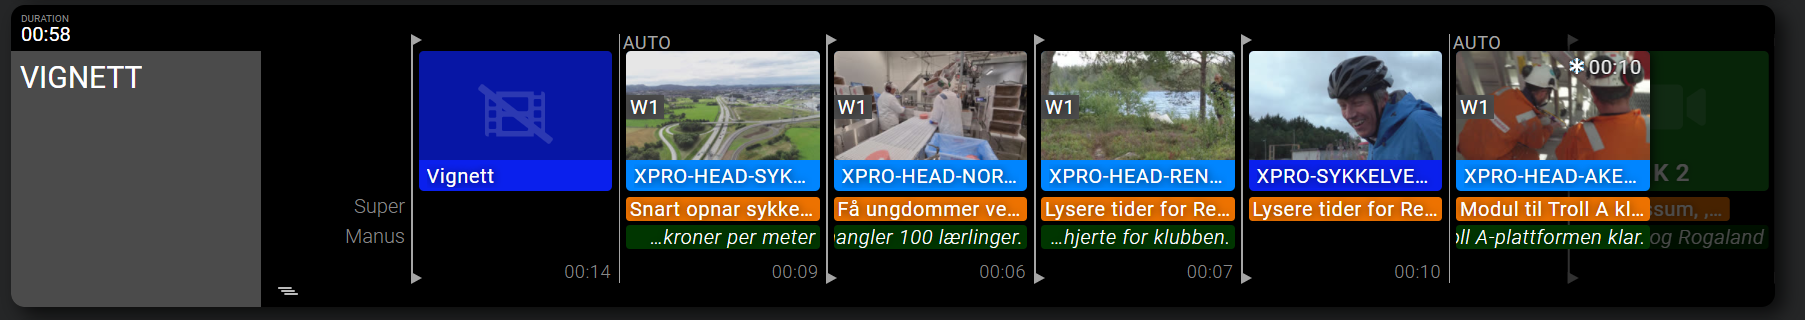 DURATION
00:58
VIGNETT
Super
Manus
Vignett
00:14
AUTO
W1
XPRO-HEAD-SYK...
Snart opnar sykke...
...kroner per meter
00:09
W1
XPRO-HEAD-NOR...
Få ungdommer ve...
angler 100 lærlinger.
00:06
W1
XPRO-HEAD-REN...
Lysere tider for Re...
...hjerte for klubben.
00:07
XPRO-SYKKELVE...
Lysere tider for Re...
00:10
AUTO
* 00:10
W1
XPRO-HEAD-AKE...
Modul til Troll A kl...
oll A-plattformen klar.
K 2
ssum, ,...
og Rogaland